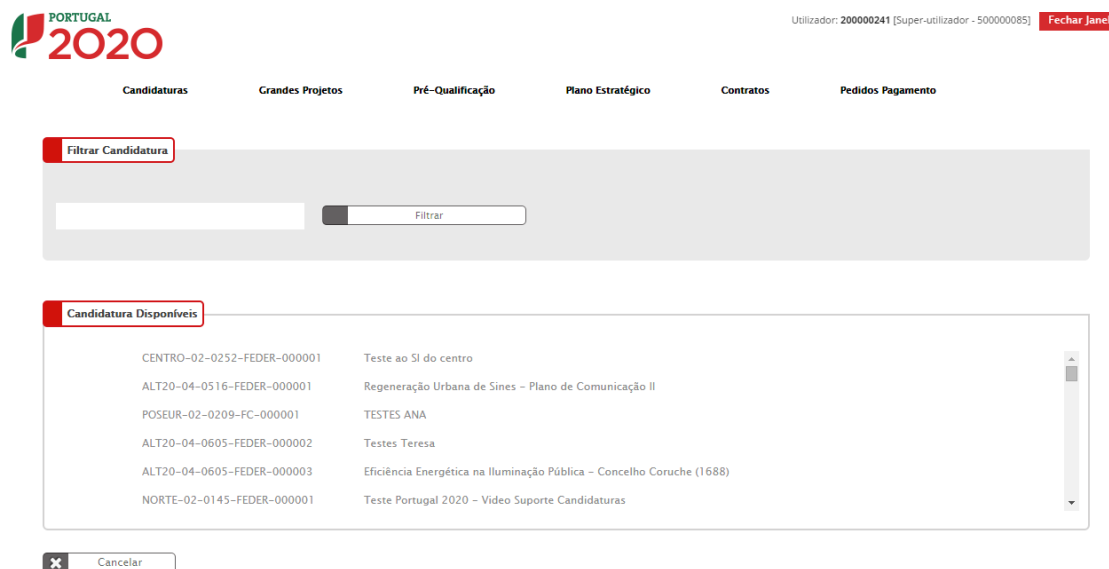 PORTUGAL
2020
Utilizador: 200000241 [Super-utilizador - 500000085]
Fechar Janel
Candidaturas
Grandes Projetos
Pré-Qualificação
Plano Estratégico
Contratos
Pedidos Pagamento
Filtrar Candidatura
Filtrar
Candidatura Disponíveis
CENTRO-02-0252-FEDER-000001 Teste ao SI do centro
ALT20-04-0516-FEDER-000001 Regeneração Urbana de Sines - Plano de Comunicação II
POSEUR-02-0209-FC-000001 TESTES ANA
ALT20-04-0605-FEDER-000002 Testes Teresa
ALT20-04-0605-FEDER-000003 Eficiência Energética na Iluminação Pública - Concelho Coruche (1688)
NORTE-02-0145-FEDER-000001 Teste Portugal 2020 - Video Suporte Candidaturas
Cancelar